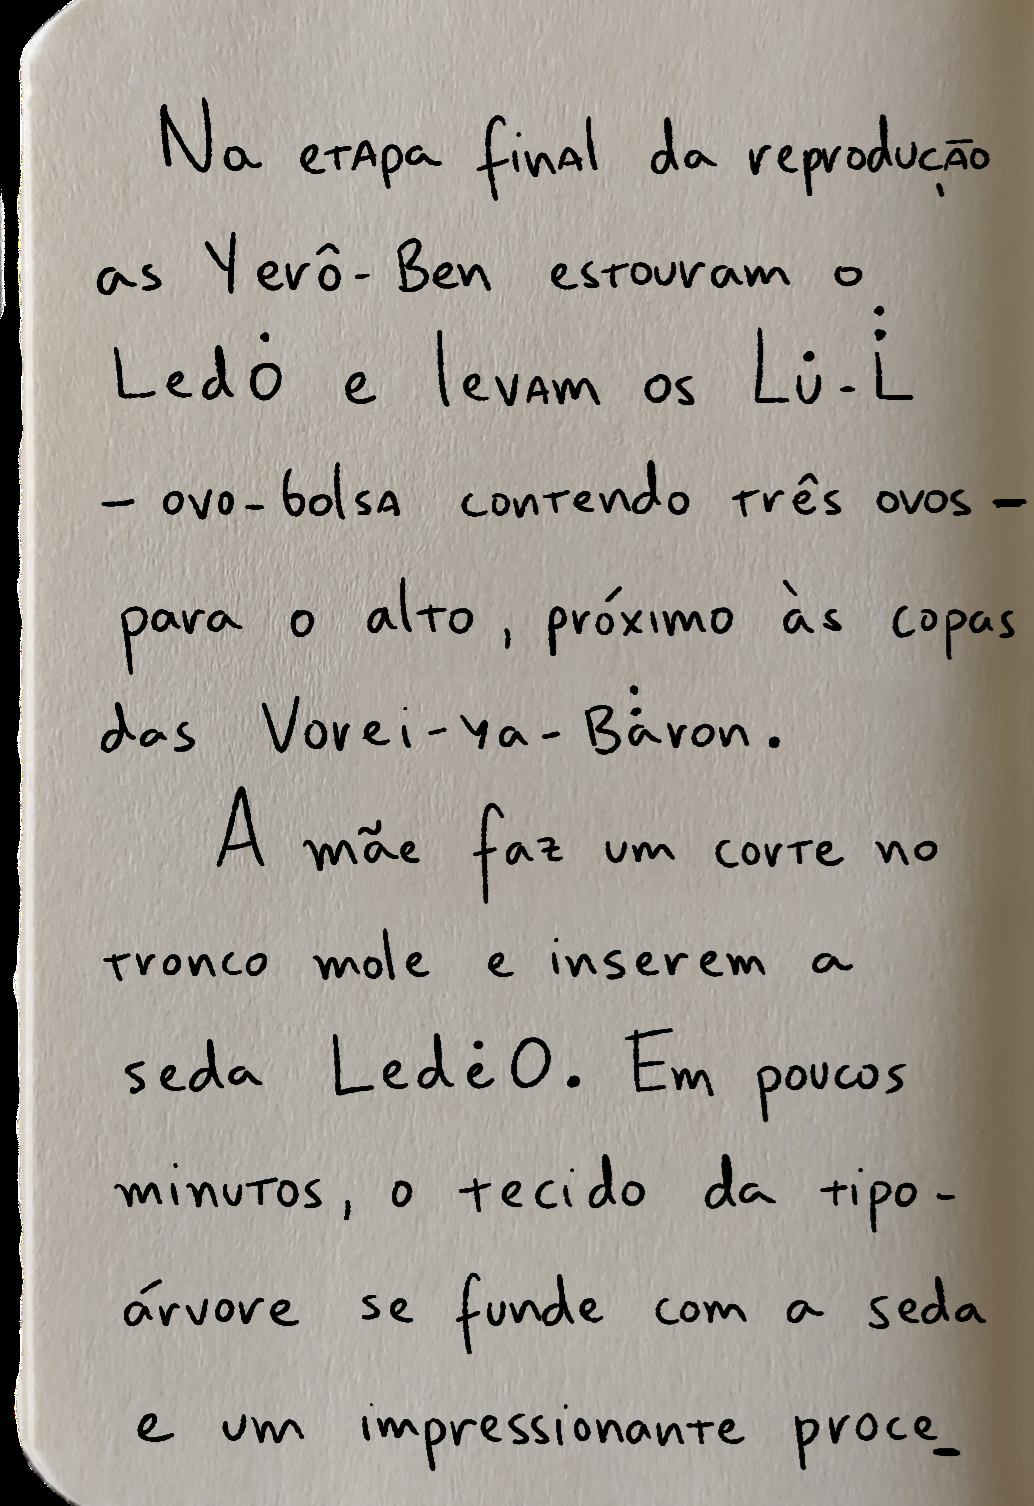 Na etapa final da reprodução
as Yerô-Ben estouram o
Ledȯ e levam os Lu̇-L̈i
- ovo-bolsa contendo três ovos -
para o alto, próximo às copas
das Vorei-ya-Bȧ̇ron.
A mãe faz um corte no
tronco mole e inserem a
seda LedėO. Em poucos
minutos, o tecido da tipo-
árvore se funde com a seda
e um impressionante proce_